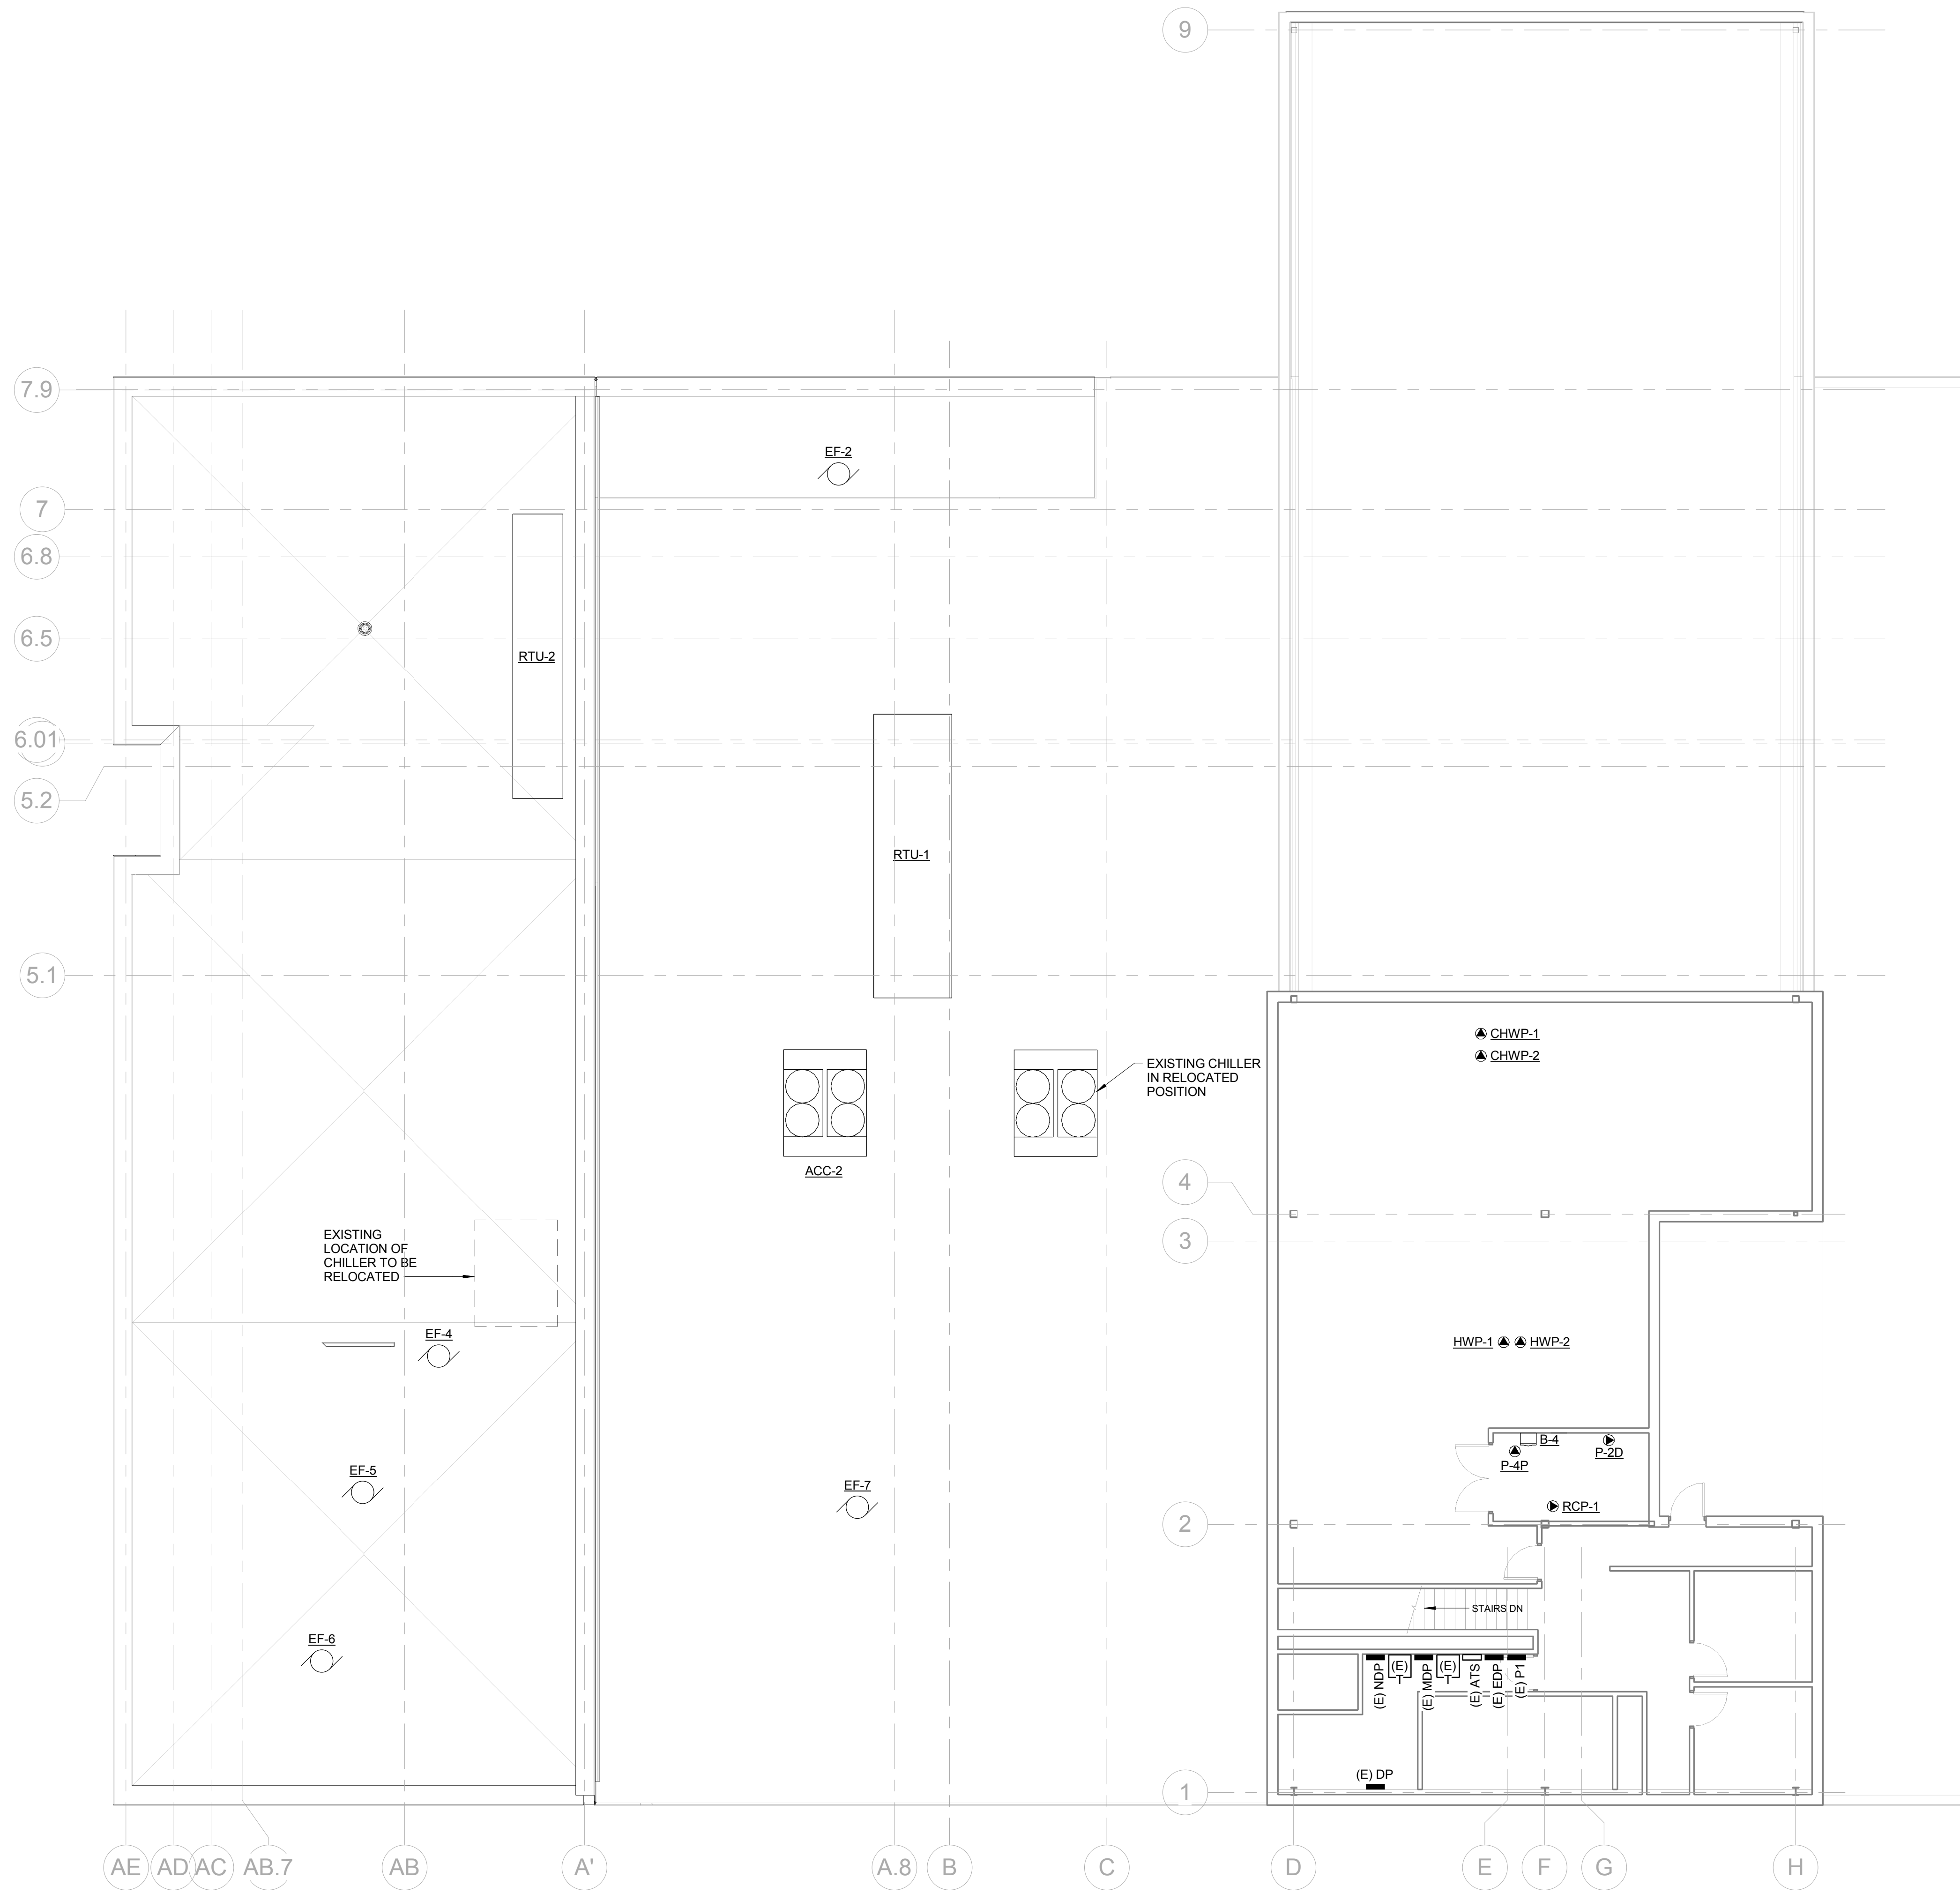 9
7.9
EF-2
7
6.8
6.5
RTU-2
6.01
5.2
RTU-1
5.1
CHWP-1
CHWP-2
EXISTING CHILLER
IN RELOCATED
POSITION
ACC-2
4
EXISTING
LOCATION OF
CHILLER TO BE
RELOCATED
3
EF-4
HWP-1
HWP-2
B-4
P-2D
P-4P
EF-5
EF-7
RCP-1
2
STAIRS DN
EF-6
(E) NDP
(E)
T
(E) MDP
(E)
T
(E) ATS
(E) EDP
(E) P1
(E) DP
1
AE
AD
AC
AB.7
AB
A'
A.8
B
C
D
E
F
G
H